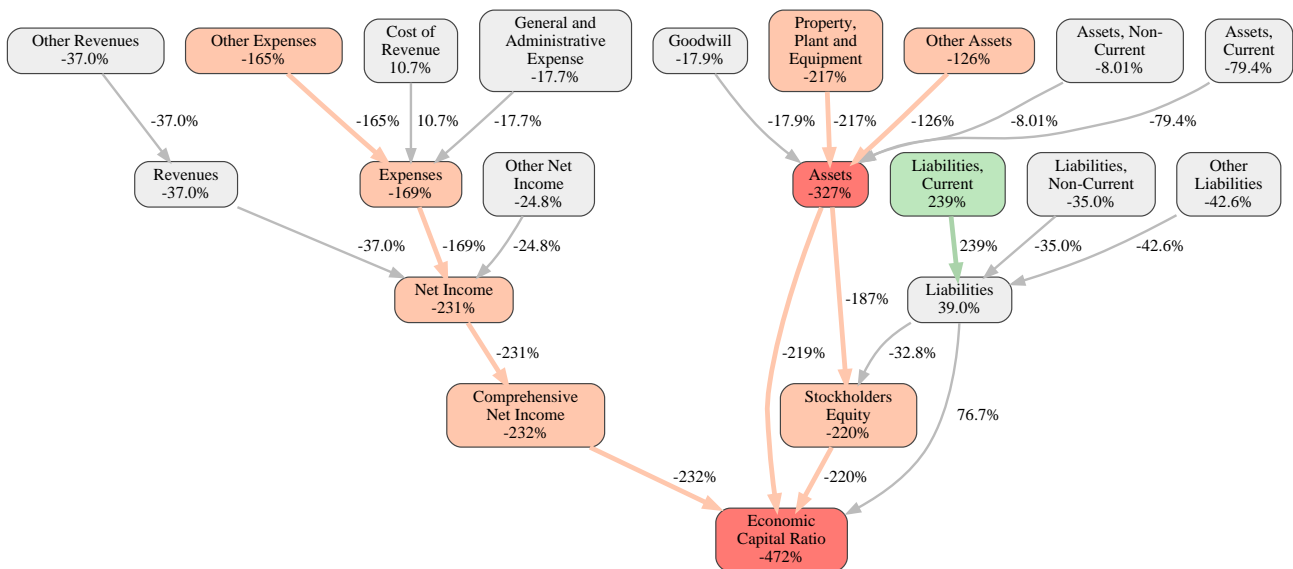 Other Revenues
-37.0%
Other Expenses
-165%
Cost of
Revenue
10.7%
General and
Administrative
Expense
-17.7%
Goodwill
-17.9%
Property,
Plant and
Equipment
-217%
Other Assets
-126%
Assets, Non-
Current
-8.01%
Assets,
Current
-79.4%
-37.0%
-165%
10.7%
-17.7%
-17.9%
-217%
-126%
-8.01%
-79.4%
Revenues
-37.0%
Expenses
-169%
Other Net
Income
-24.8%
Assets
-327%
Liabilities,
Current
239%
Liabilities,
Non-Current
-35.0%
Other
Liabilities
-42.6%
-37.0%
-169%
-24.8%
239%
-35.0%
-42.6%
Net Income
-231%
-187%
Liabilities
39.0%
-231%
-219%
-32.8%
Comprehensive
Net Income
-232%
Stockholders
Equity
-220%
76.7%
-232%
-220%
Economic
Capital Ratio
-472%